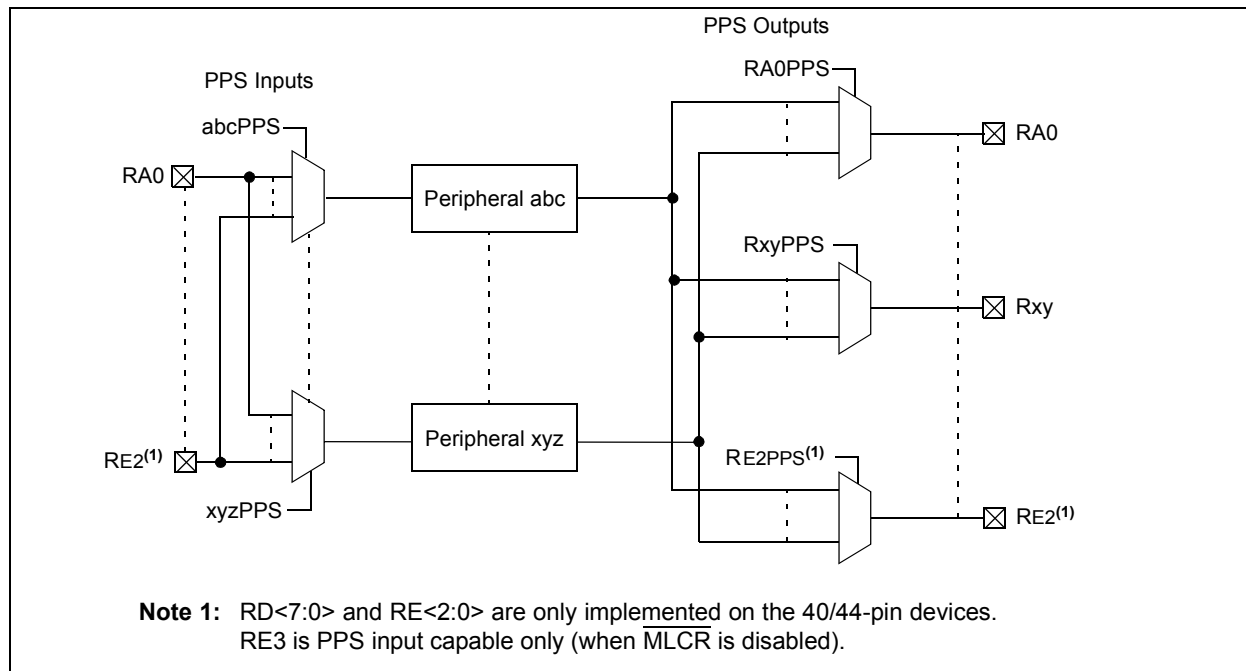 PPS Outputs
RA0PPS
PPS Inputs
abcPPS
RA0
Peripheral abc
RA0
RxyPPS
Rxy
Peripheral xyz
RE2(1)
RE2PPS(1)
xyzPPS
RE2(1)
Note 1: RD<7:0> and RE<2:0> are only implemented on the 40/44-pin devices.
RE3 is PPS input capable only (when MLCR is disabled).